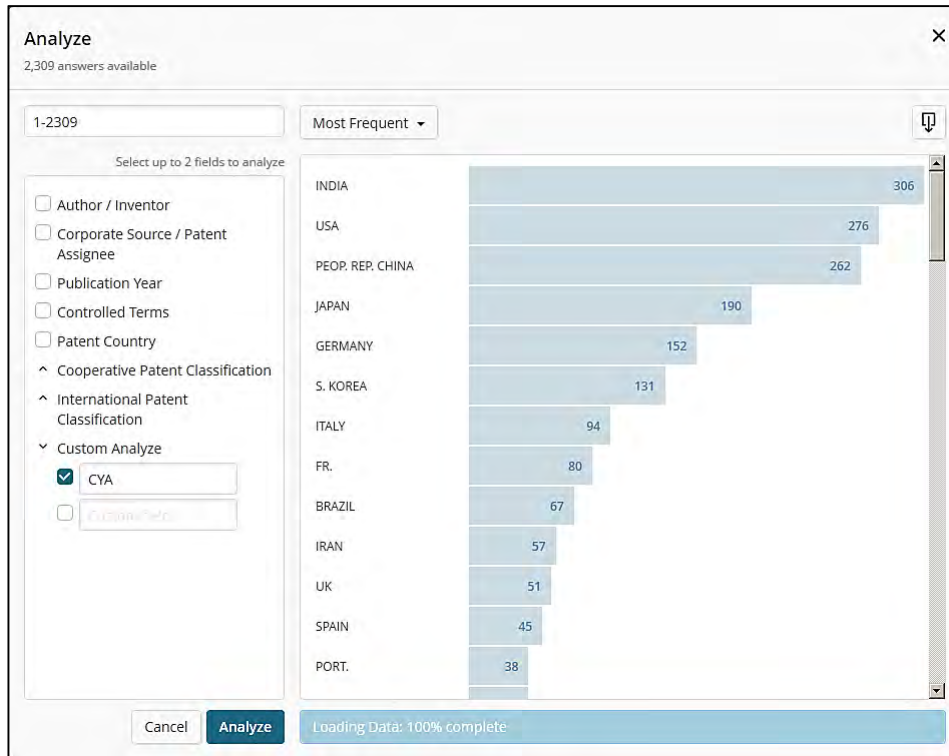 Analyze
2,309 answers available
1-2309
Most Frequent
Select up to 2 fields to analyze
Author / Inventor
Corporate Source / Patent
Assignee
Publication Year
Controlled Terms
Patent Country
Cooperative Patent Classification
International Patent
Classification
Custom Analyze
CYA
INDIA 306
USA 276
PEOP. REP. CHINA 262
JAPAN 190
GERMANY 152
S. KOREA 131
ITALY 94
FR. 80
BRAZIL 67
IRAN 57
UK 51
SPAIN 45
PORT. 38
Cancel
Analyze
Loading Data: 100% complete